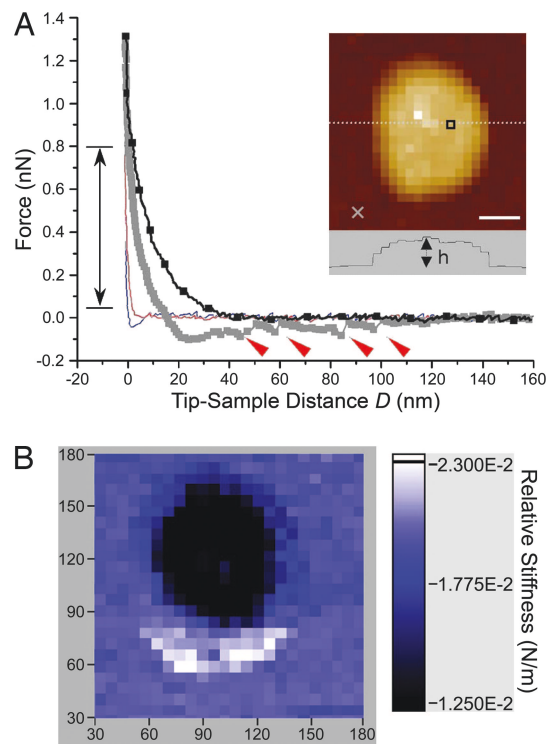 A
Force (nN)
1.4
1.2
1.0
0.8
0.6
0.4
0.2
0.0
-0.2
-20 0 20 40 60 80 100 120 140 160
Tip-Sample Distance D (nm)
h
B
180
150
120
90
60
30
30 60 90 120 150 180
2.300E-2
1.775E-2
1.250E-2
Relative Stiffness (N/m)